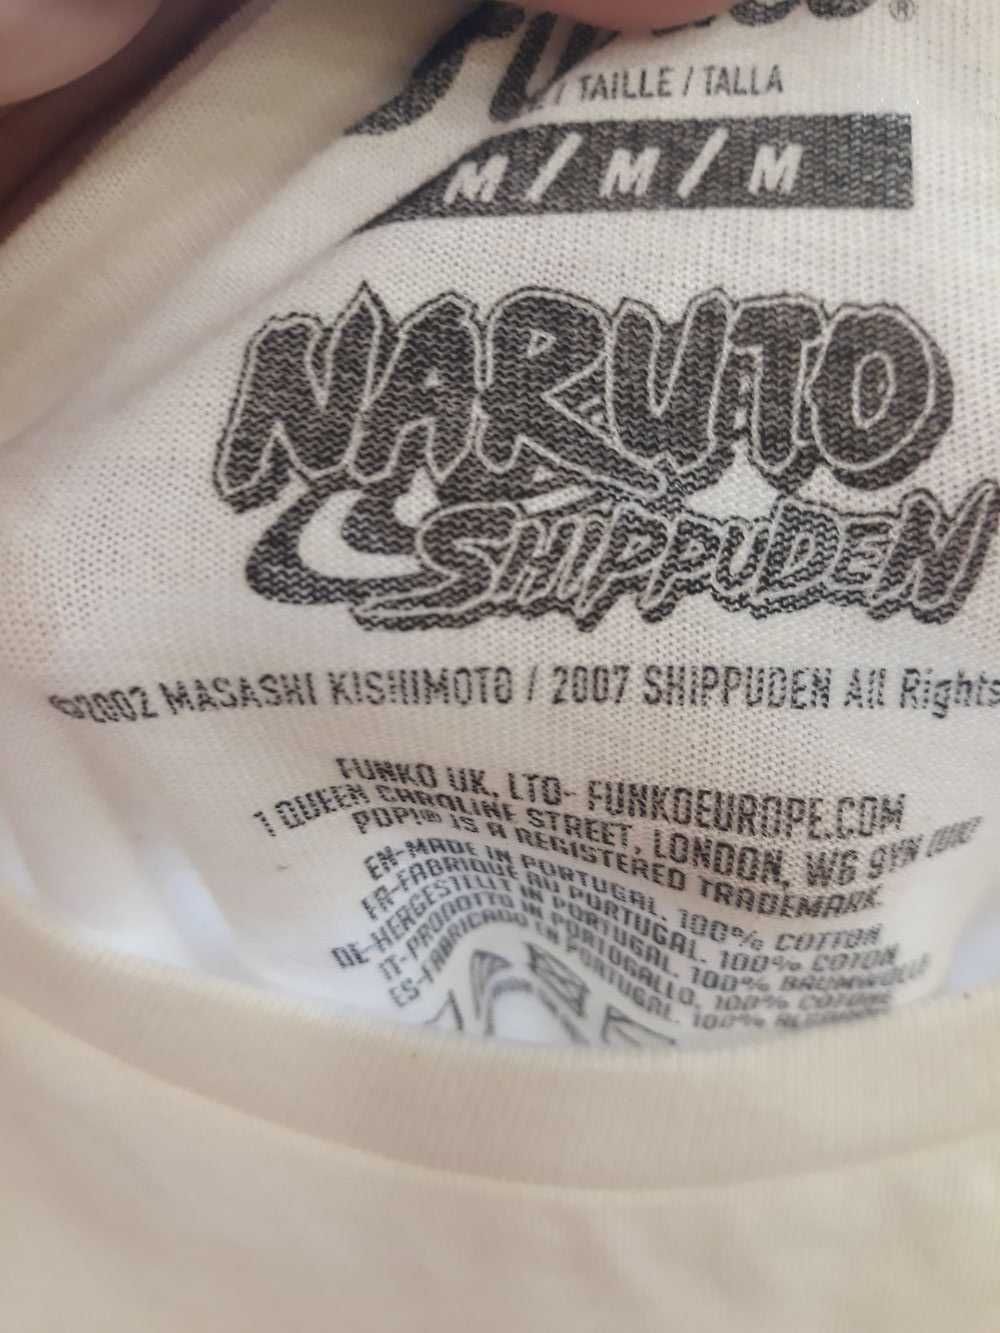 / TAILLE / TALLA
M / M / M
NARUTO
SHIPPUDEN
©2002 MASASHI KISHIMOTO / 2007 SHIPPUDEN All Rights
FUNKO UK, LTD- FUNKOEUROPE.COM
1 QUEEN CAROLINE STREET, LONDON, W6 9YN
POP!® IS A REGISTERED TRADEMARK.
EN-MADE IN PORTUGAL. 100% COTTON
FR-FABRIQUE AU PORTUGAL. 100% COTON
DE-HERGESTELLT IN PORTUGAL. 100% BAUMWOLLE
IT-PRODOTTO IN PORTOGALLO. 100% COTONE
ES-FABRICADO EN PORTUGAL. 100%